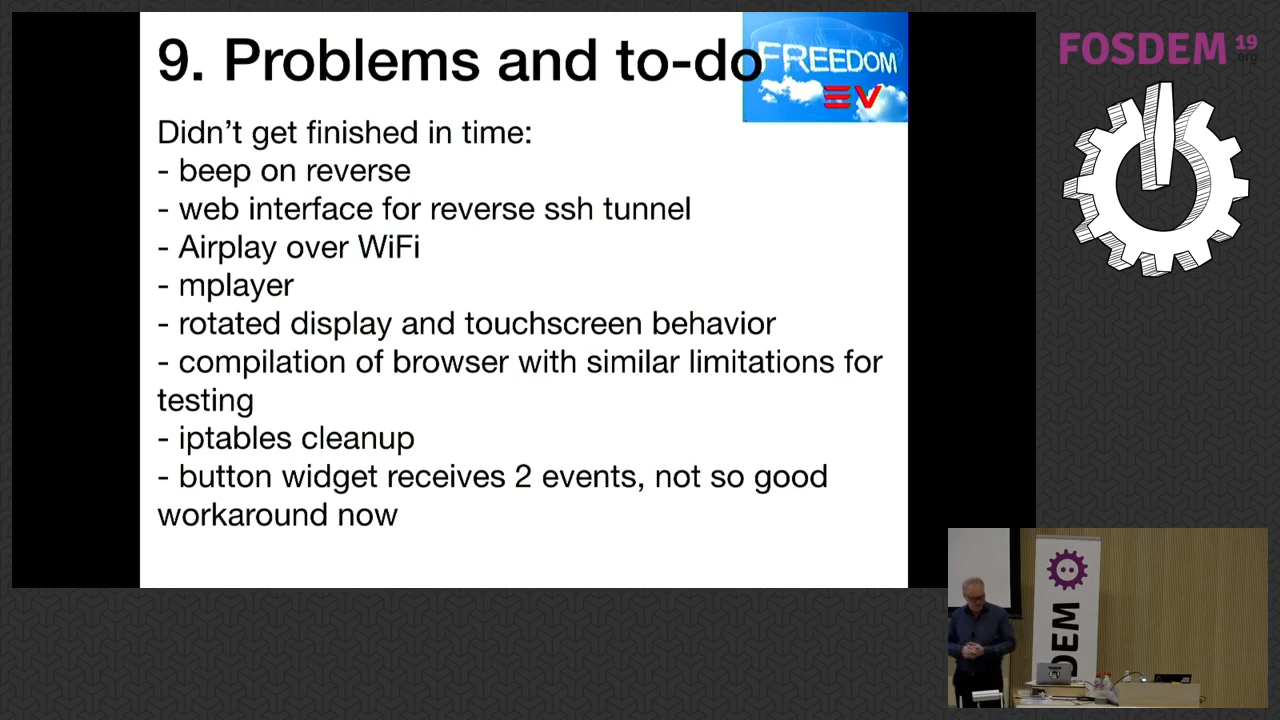 9. Problems and to-do
FREEDOM
EV
Didn't get finished in time:
- beep on reverse
- web interface for reverse ssh tunnel
- Airplay over WiFi
- mplayer
- rotated display and touchscreen behavior
- compilation of browser with similar limitations for
testing
- iptables cleanup
- button widget receives 2 events, not so good
workaround now
FOSDEM 19
.org
DEM